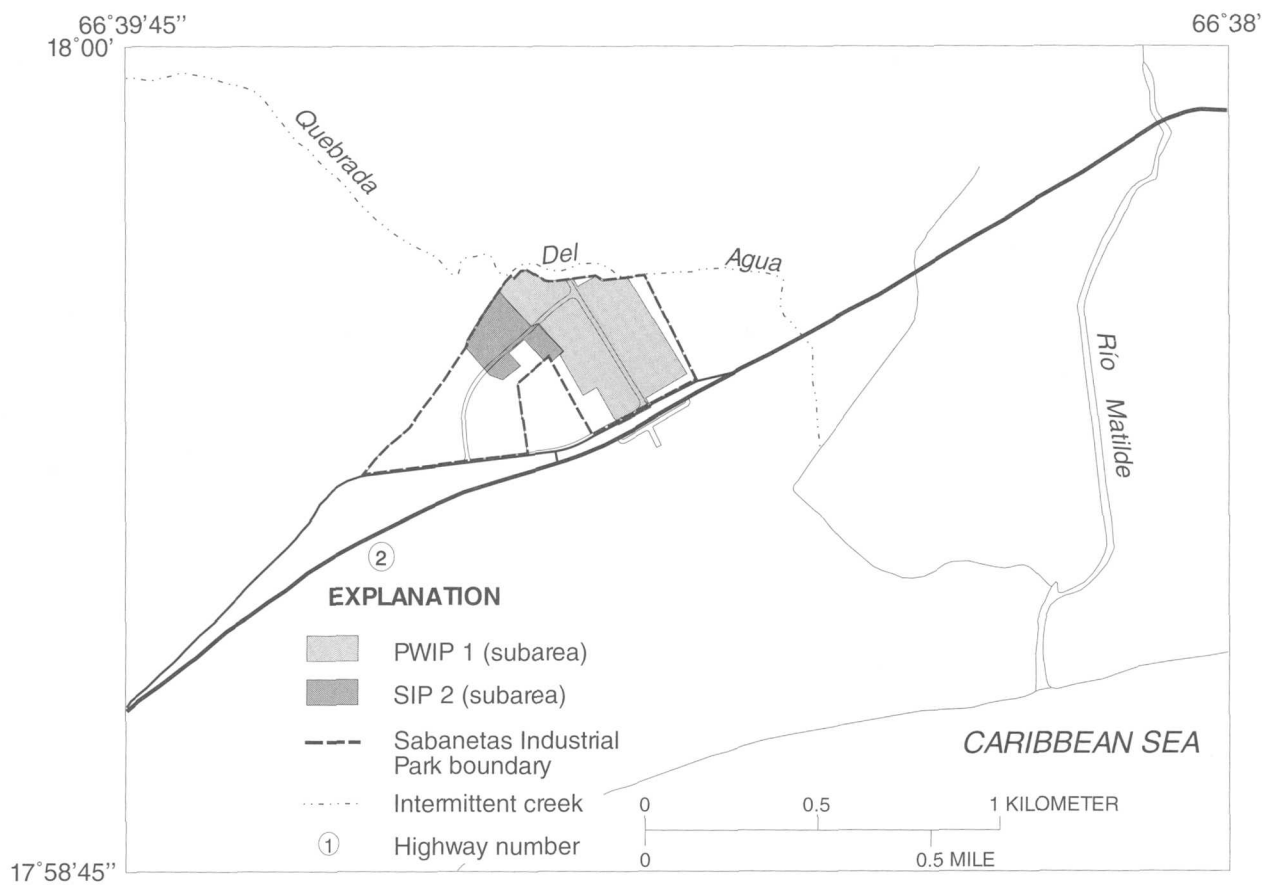 66°39'45"
66°38'
18°00'
Quebrada
Del
Agua
Río
Matilde
2
EXPLANATION
PWIP 1 (subarea)
SIP 2 (subarea)
Sabanetas Industrial
Park boundary
CARIBBEAN SEA
Intermittent creek
0 0.5 1 KILOMETER
1 Highway number
0 0.5 MILE
17°58'45"